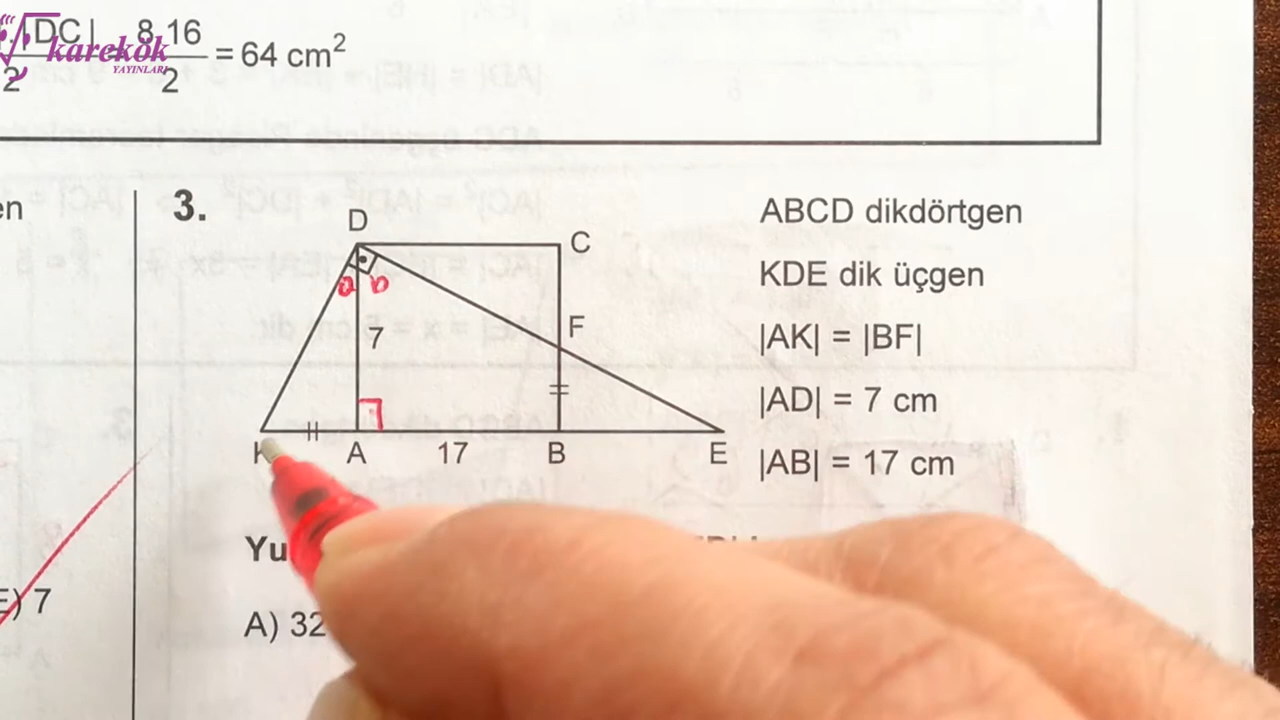 |DC| 8.16
= 64 cm²
2 2
karekök
YAYINLARI
en
3.
D
C
a b
7
F
K A 17 B E
ABCD dikdörtgen
KDE dik üçgen
|AK| = |BF|
|AD| = 7 cm
|AB| = 17 cm
E) 7
A) 32